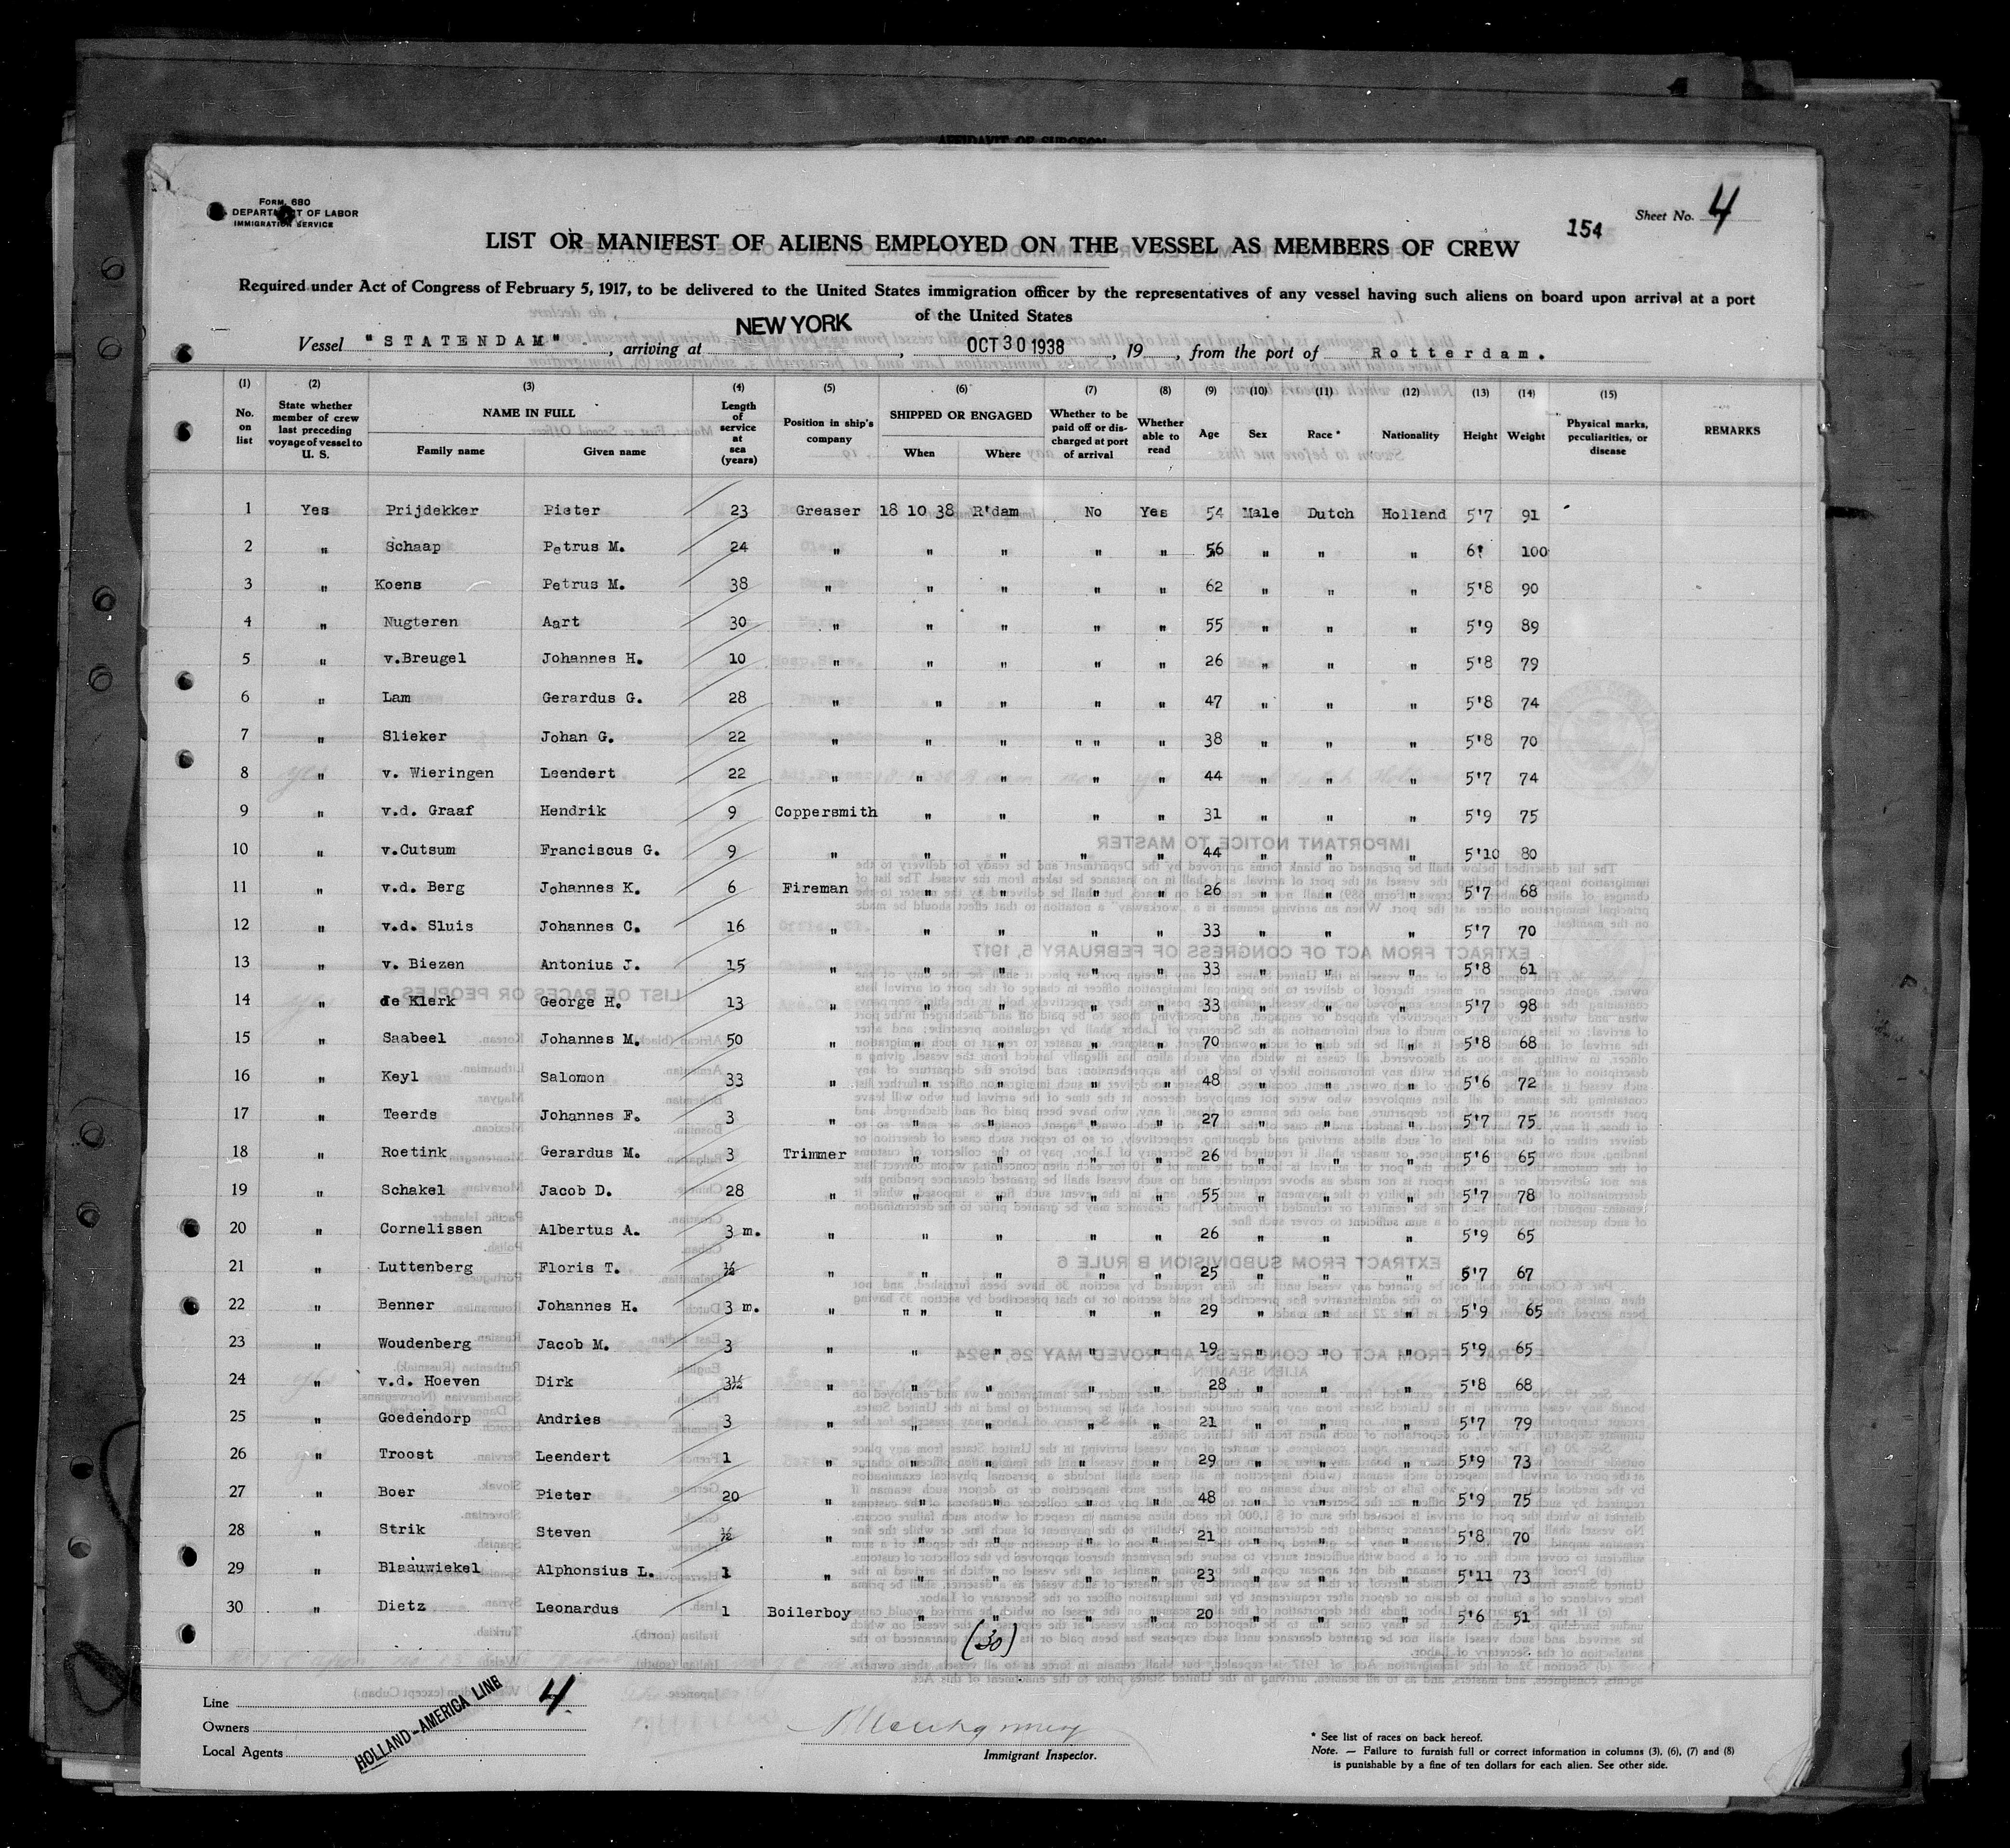 AFFIDAVIT OF SURGEON
Form 680
DEPARTMENT OF LABOR
IMMIGRATION SERVICE
Sheet No. 4
154
LIST OR MANIFEST OF ALIENS EMPLOYED ON THE VESSEL AS MEMBERS OF CREW
Required under Act of Congress of February 5, 1917, to be delivered to the United States immigration officer by the representatives of any vessel having such aliens on board upon arrival at a port
of the United States
Vessel "STATENDAM", arriving at NEW YORK, OCT 30 1938, 19, from the port of Rotterdam.
(1) (2) (3) (4) (5) (6) (7) (8) (9) (10) (11) (12) (13) (14) (15)
No. on list State whether member of crew last preceding voyage of vessel to U. S. NAME IN FULL Family name Given name Length of service at sea (years) Position in ship's company SHIPPED OR ENGAGED When Where Whether to be paid off or discharged at port of arrival Whether able to read Age Sex Race * Nationality Height Weight Physical marks, peculiarities, or disease REMARKS
1 Yes Prijdekker Pieter 23 Greaser 18 10 38 R'dam No Yes 54 Male Dutch Holland 5'7 91
2 " Schaap Petrus M. 24 " " " " " 56 " " " 6' 100
3 " Koens Petrus M. 38 " " " " " 62 " " " 5'8 90
4 " Nugteren Aart 30 " " " " " 55 " " " 5'9 89
5 " v.Breugel Johannes H. 10 " " " " " 26 " " " 5'8 79
6 " Lam Gerardus G. 28 " " " " " 47 " " " 5'8 74
7 " Slieker Johan G. 22 " " " " " " 38 " " " 5'8 70
8 " v. Wieringen Leendert 22 " " " " " 44 " " " 5'7 74
9 " v.d. Graaf Hendrik 9 Coppersmith " " " " 31 " " " 5'9 75
10 " v.Cutsum Franciscus G. 9 " " " " " 44 " " " 5'10 80
11 " v.d. Berg Johannes K. 6 Fireman " " " " 26 " " " 5'7 68
12 " v.d. Sluis Johannes C. 16 " " " " " 33 " " " 5'7 70
13 " v. Biezen Antonius J. 15 " " " " " 33 " " " 5'8 61
14 " de Klerk George H. 13 " " " " " 33 " " " 5'7 98
15 " Saabeel Johannes M. 50 " " " " " 70 " " " 5'8 68
16 " Keyl Salomon 33 " " " " " 48 " " " 5'6 72
17 " Teerds Johannes F. 3 " " " " " 27 " " " 5'7 75
18 " Roetink Gerardus M. 3 Trimmer " " " " 26 " " " 5'6 65
19 " Schakel Jacob D. 28 " " " " " 55 " " " 5'7 78
20 " Cornelissen Albertus A. 3 m. " " " " " 26 " " " 5'9 65
21 " Luttenberg Floris T. ½ " " " " " 25 " " " 5'7 67
22 " Benner Johannes H. 3 m. " " " " " " 29 " " " 5'9 65
23 " Woudenberg Jacob M. 3 " " " " " 19 " " " 5'9 65
24 " v.d. Hoeven Dirk 3½ " " " " " 28 " " " 5'8 68
25 " Goedendorp Andries 3 " " " " " 21 " " " 5'7 79
26 " Troost Leendert 1 " " " " " 29 " " " 5'9 73
27 " Boer Pieter 20 " " " " " 48 " " " 5'9 75
28 " Strik Steven ½ " " " " " 21 " " " 5'8 70
29 " Blaauwiekel Alphonsius L. 1 " " " " " 23 " " " 5'11 73
30 " Dietz Leonardus 1 Boilerboy " " " " 20 " " " 5'6 51
(30)
Line
Owners
Local Agents
HOLLAND-AMERICA LINE
4
Montgomery
Immigrant Inspector.
* See list of races on back hereof.
Note. — Failure to furnish full or correct information in columns (3), (6), (7) and (8)
is punishable by a fine of ten dollars for each alien. See other side.